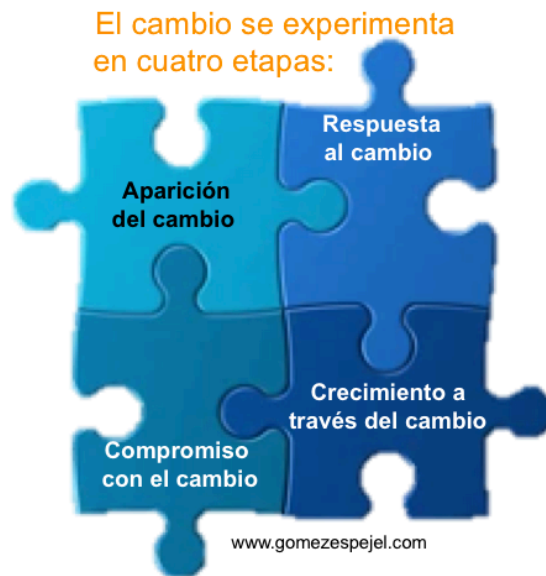 El cambio se experimenta
en cuatro etapas:
Aparición
del cambio
Respuesta
al cambio
Compromiso
con el cambio
Crecimiento a
través del cambio
www.gomezespejel.com